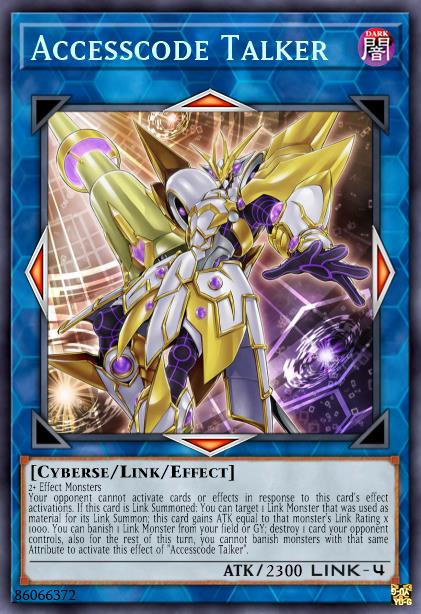 Accesscode Talker
DARK
闇
[Cyberse/Link/Effect]
2+ Effect Monsters
Your opponent cannot activate cards or effects in response to this card's effect
activations. If this card is Link Summoned: You can target 1 Link Monster that was used as
material for its Link Summon; this card gains ATK equal to that monster's Link Rating x
1000. You can banish 1 Link Monster from your field or GY; destroy 1 card your opponent
controls, also for the rest of this turn, you cannot banish monsters with that same
Attribute to activate this effect of "Accesscode Talker".
ATK/2300 LINK-4
86066372